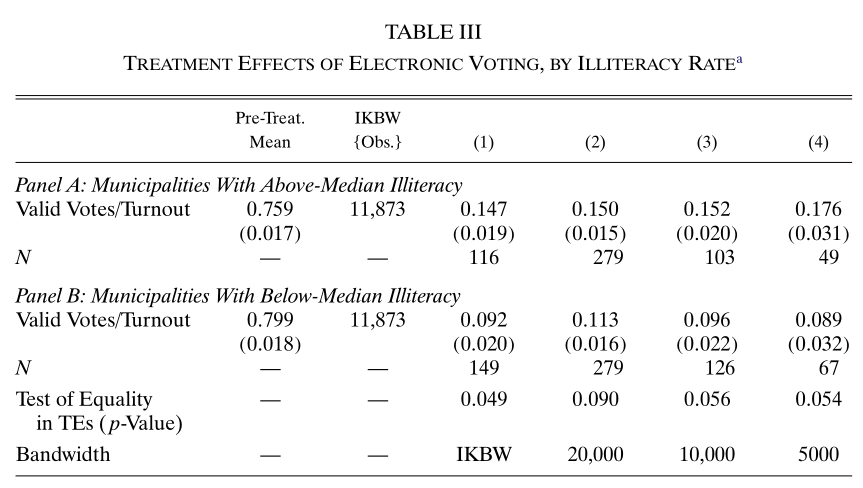 TABLE III
TREATMENT EFFECTS OF ELECTRONIC VOTING, BY ILLITERACY RATEa
Pre-Treat. IKBW
Mean {Obs.} (1) (2) (3) (4)
Panel A: Municipalities With Above-Median Illiteracy
Valid Votes/Turnout 0.759 11,873 0.147 0.150 0.152 0.176
(0.017) (0.019) (0.015) (0.020) (0.031)
N — — 116 279 103 49
Panel B: Municipalities With Below-Median Illiteracy
Valid Votes/Turnout 0.799 11,873 0.092 0.113 0.096 0.089
(0.018) (0.020) (0.016) (0.022) (0.032)
N — — 149 279 126 67
Test of Equality — — 0.049 0.090 0.056 0.054
in TEs (p-Value)
Bandwidth — — IKBW 20,000 10,000 5000